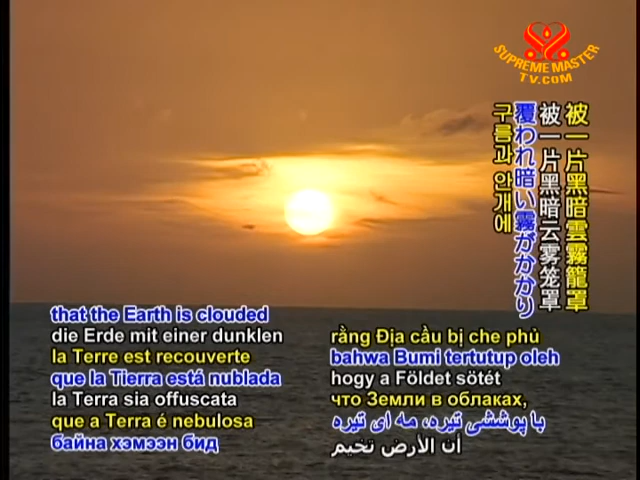 SUPREME MASTER
TV.COM
被一片黑暗雲霧籠罩
被一片黑暗云雾笼罩
覆われ暗い霧がかかり
구름과 안개에
that the Earth is clouded
die Erde mit einer dunklen
la Terre est recouverte
que la Tierra está nublada
la Terra sia offuscata
que a Terra é nebulosa
байна хэмээн бид
rằng Địa cầu bị che phủ
bahwa Bumi tertutup oleh
hogy a Földet sötét
что Земли в облаках,
با پوششی تیره، مه ای تیره
أن الأرض تخيم